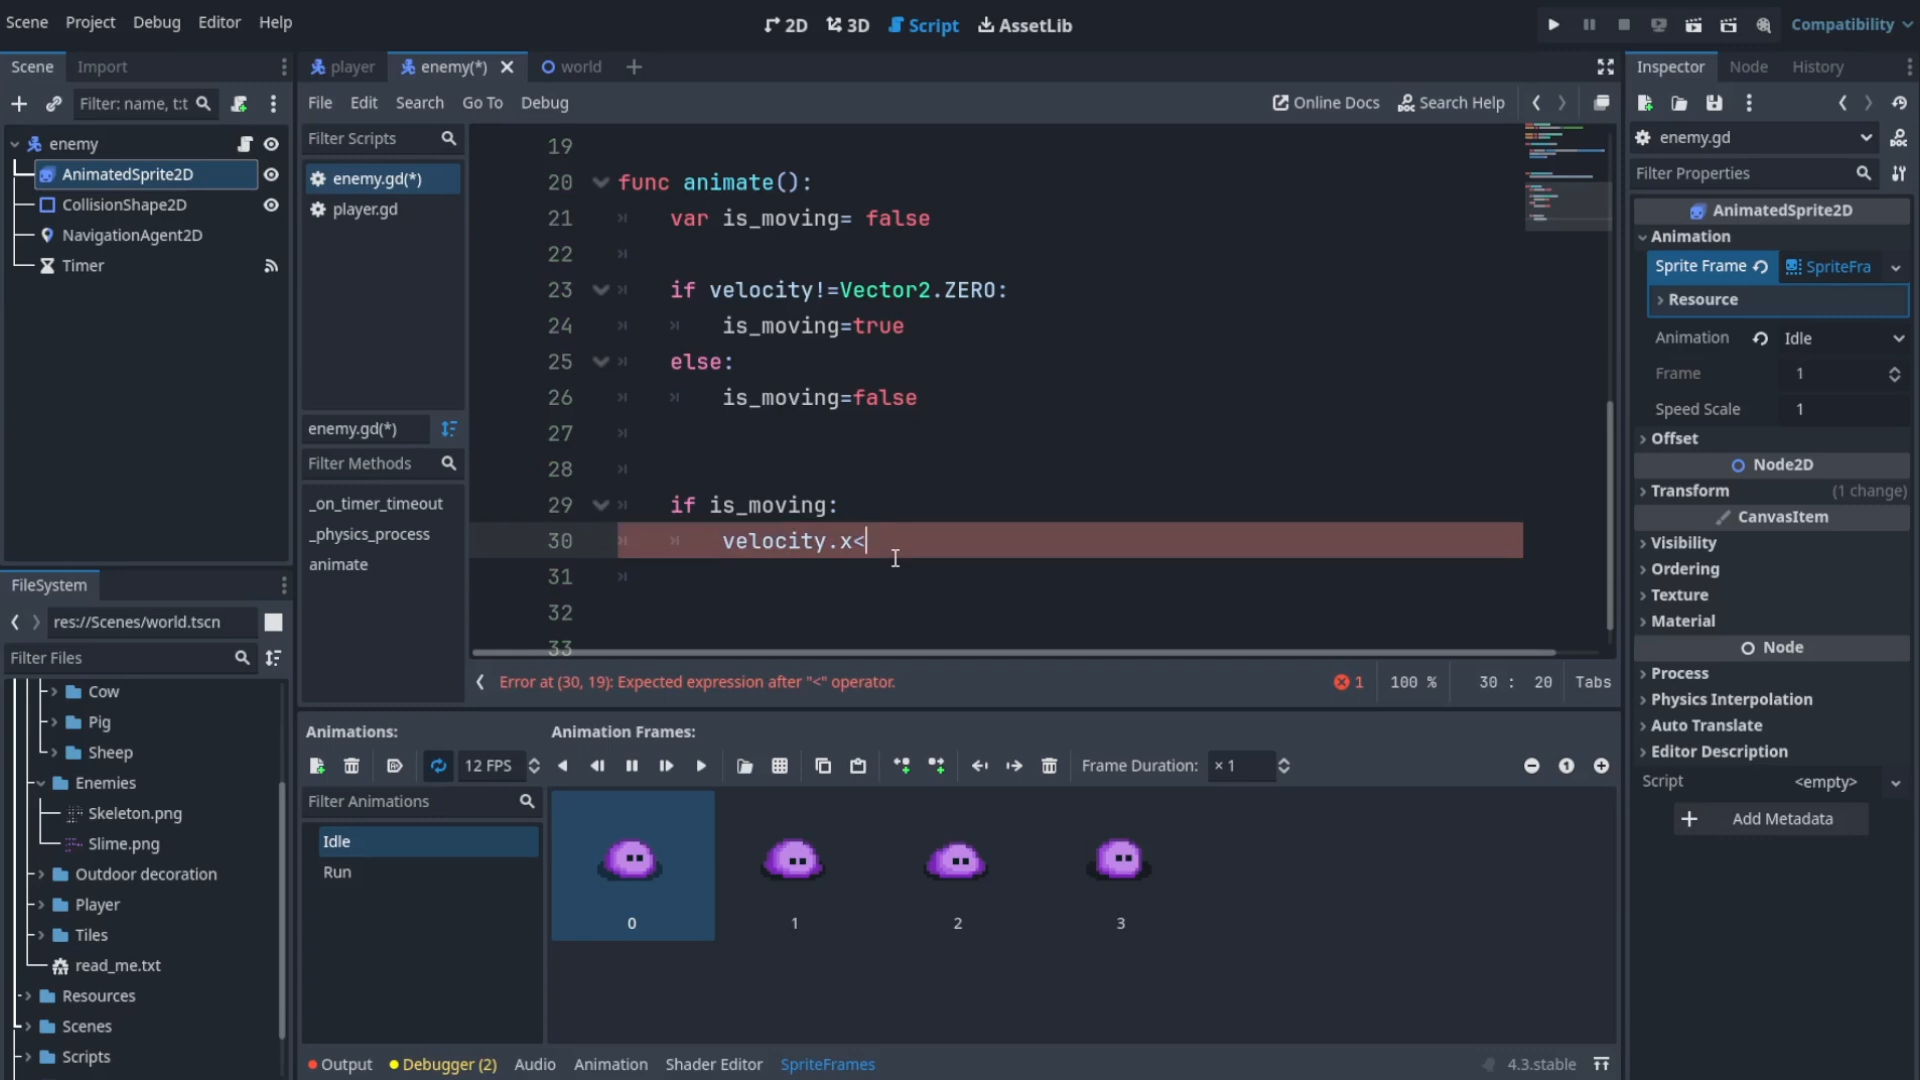 Scene Project Debug Editor Help
2D 3D Script AssetLib
Compatibility
Scene Import
Filter: name, t:t
enemy
AnimatedSprite2D
CollisionShape2D
NavigationAgent2D
Timer
player enemy(*) world
File Edit Search Go To Debug
Online Docs Search Help
Filter Scripts
enemy.gd(*)
player.gd
enemy.gd(*)
Filter Methods
_on_timer_timeout
_physics_process
animate
19
20 func animate():
21 var is_moving= false
22
23 if velocity!=Vector2.ZERO:
24 is_moving=true
25 else:
26 is_moving=false
27
28
29 if is_moving:
30 velocity.x<
31
32
33
Error at (30, 19): Expected expression after "<" operator.
1 100 % 30 : 20 Tabs
FileSystem
res://Scenes/world.tscn
Filter Files
Cow
Pig
Sheep
Enemies
Skeleton.png
Slime.png
Outdoor decoration
Player
Tiles
read_me.txt
Resources
Scenes
Scripts
Animations:
12 FPS
Filter Animations
Idle
Run
Animation Frames:
Frame Duration: × 1
0 1 2 3
Output Debugger (2) Audio Animation Shader Editor SpriteFrames
4.3.stable
Inspector Node History
enemy.gd
Filter Properties
AnimatedSprite2D
Animation
Sprite Frame SpriteFra
Resource
Animation Idle
Frame 1
Speed Scale 1
Offset
Node2D
Transform (1 change)
CanvasItem
Visibility
Ordering
Texture
Material
Node
Process
Physics Interpolation
Auto Translate
Editor Description
Script <empty>
Add Metadata